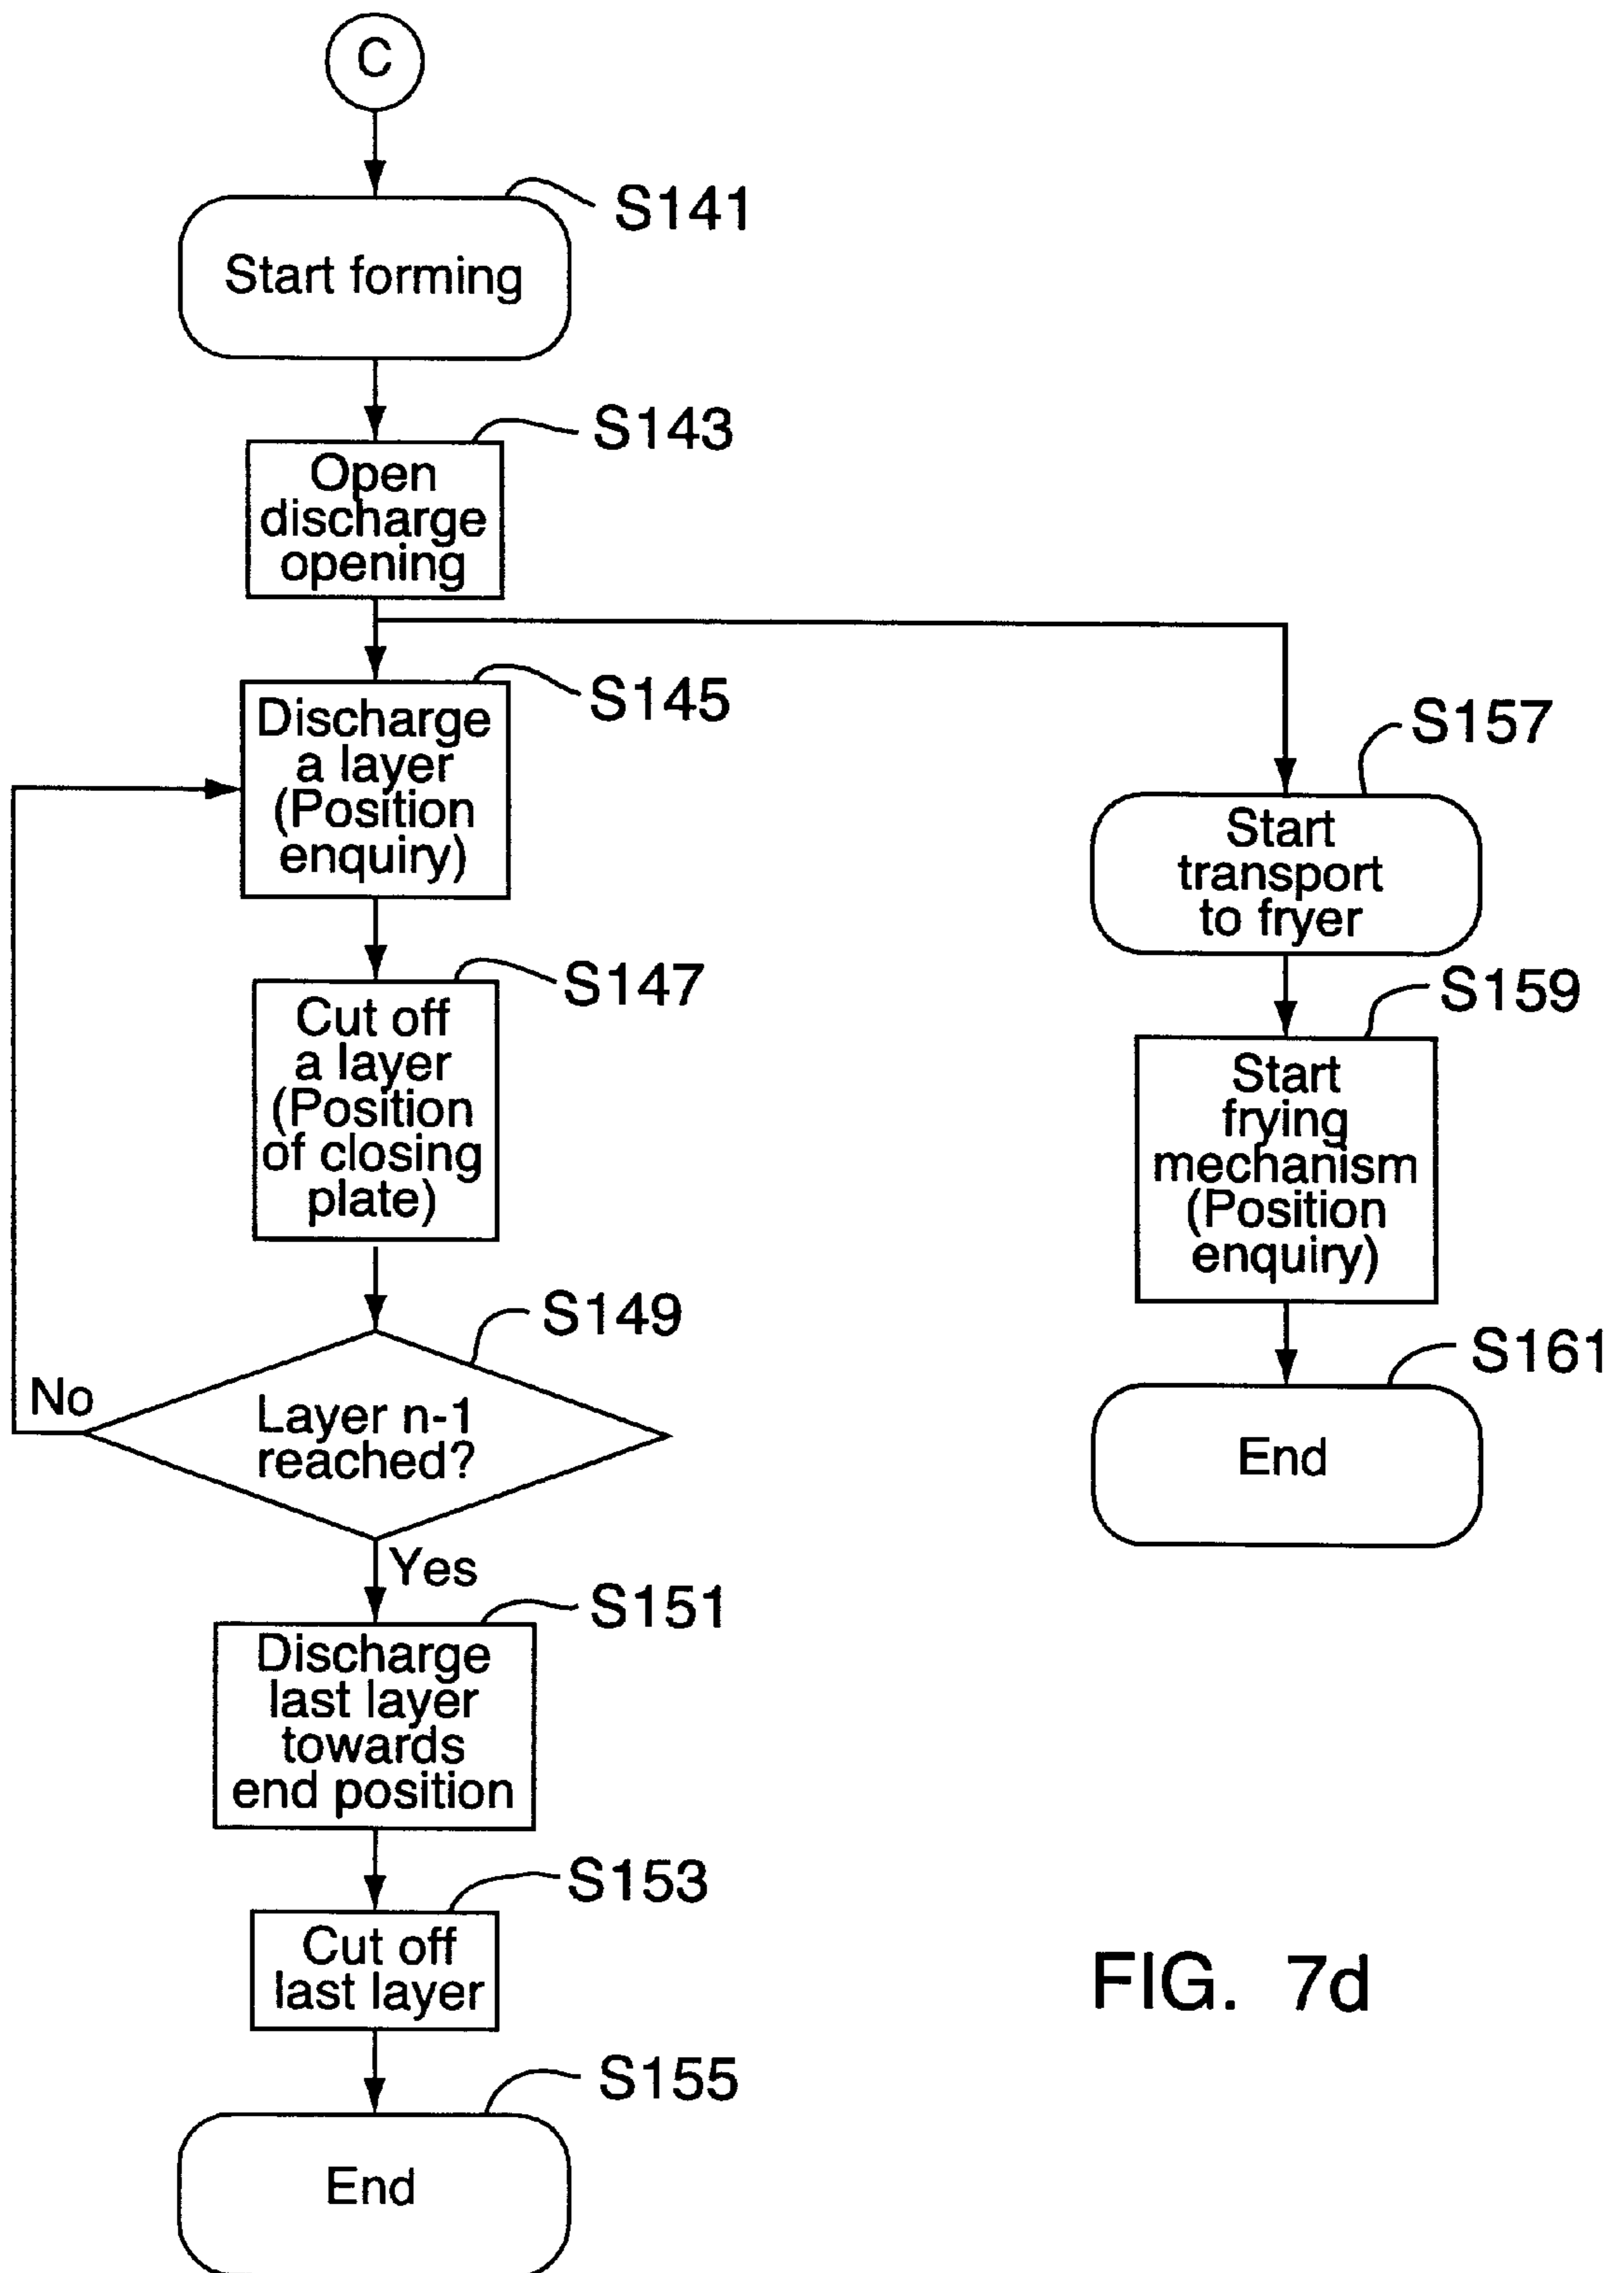 C
S141
Start forming
S143
Open
discharge
opening
S145
Discharge
a layer
(Position
enquiry)
S147
Cut off
a layer
(Position
of closing
plate)
S149
No
Layer n-1
reached?
Yes
S151
Discharge
last layer
towards
end position
S153
Cut off
last layer
S155
End
S157
Start
transport
to fryer
S159
Start
frying
mechanism
(Position
enquiry)
S161
End
FIG. 7d